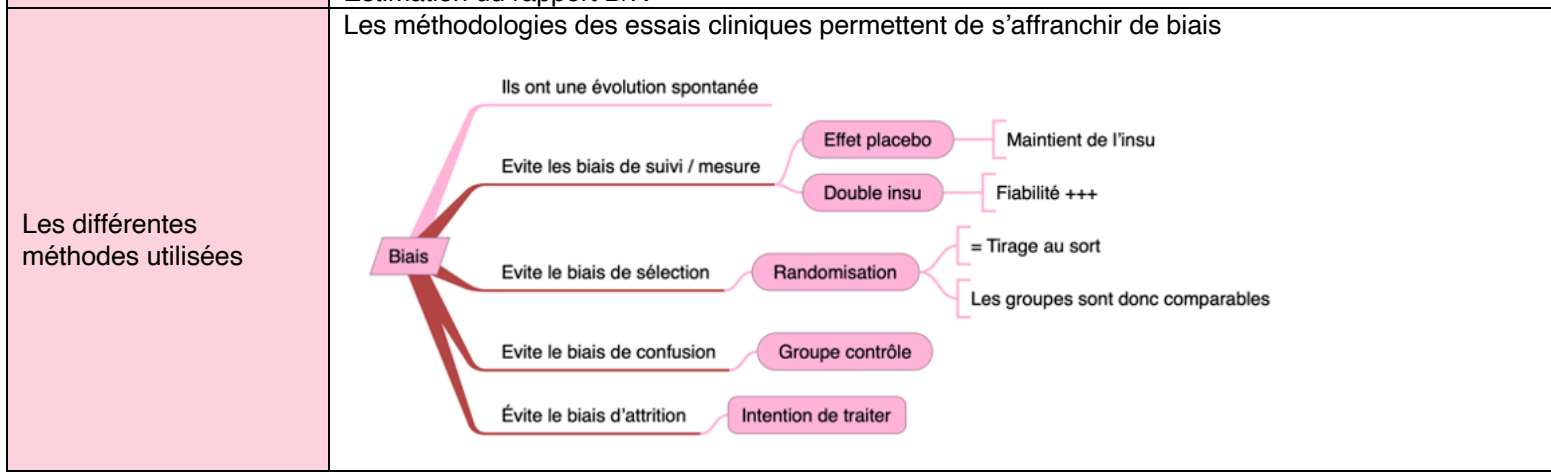 Estimation du rapport B/R
Les méthodologies des essais cliniques permettent de s'affranchir de biais
Les différentes
méthodes utilisées
Biais
Ils ont une évolution spontanée
Evite les biais de suivi / mesure
Effet placebo
Maintient de l'insu
Double insu
Fiabilité +++
Evite le biais de sélection
Randomisation
= Tirage au sort
Les groupes sont donc comparables
Evite le biais de confusion
Groupe contrôle
Évite le biais d'attrition
Intention de traiter